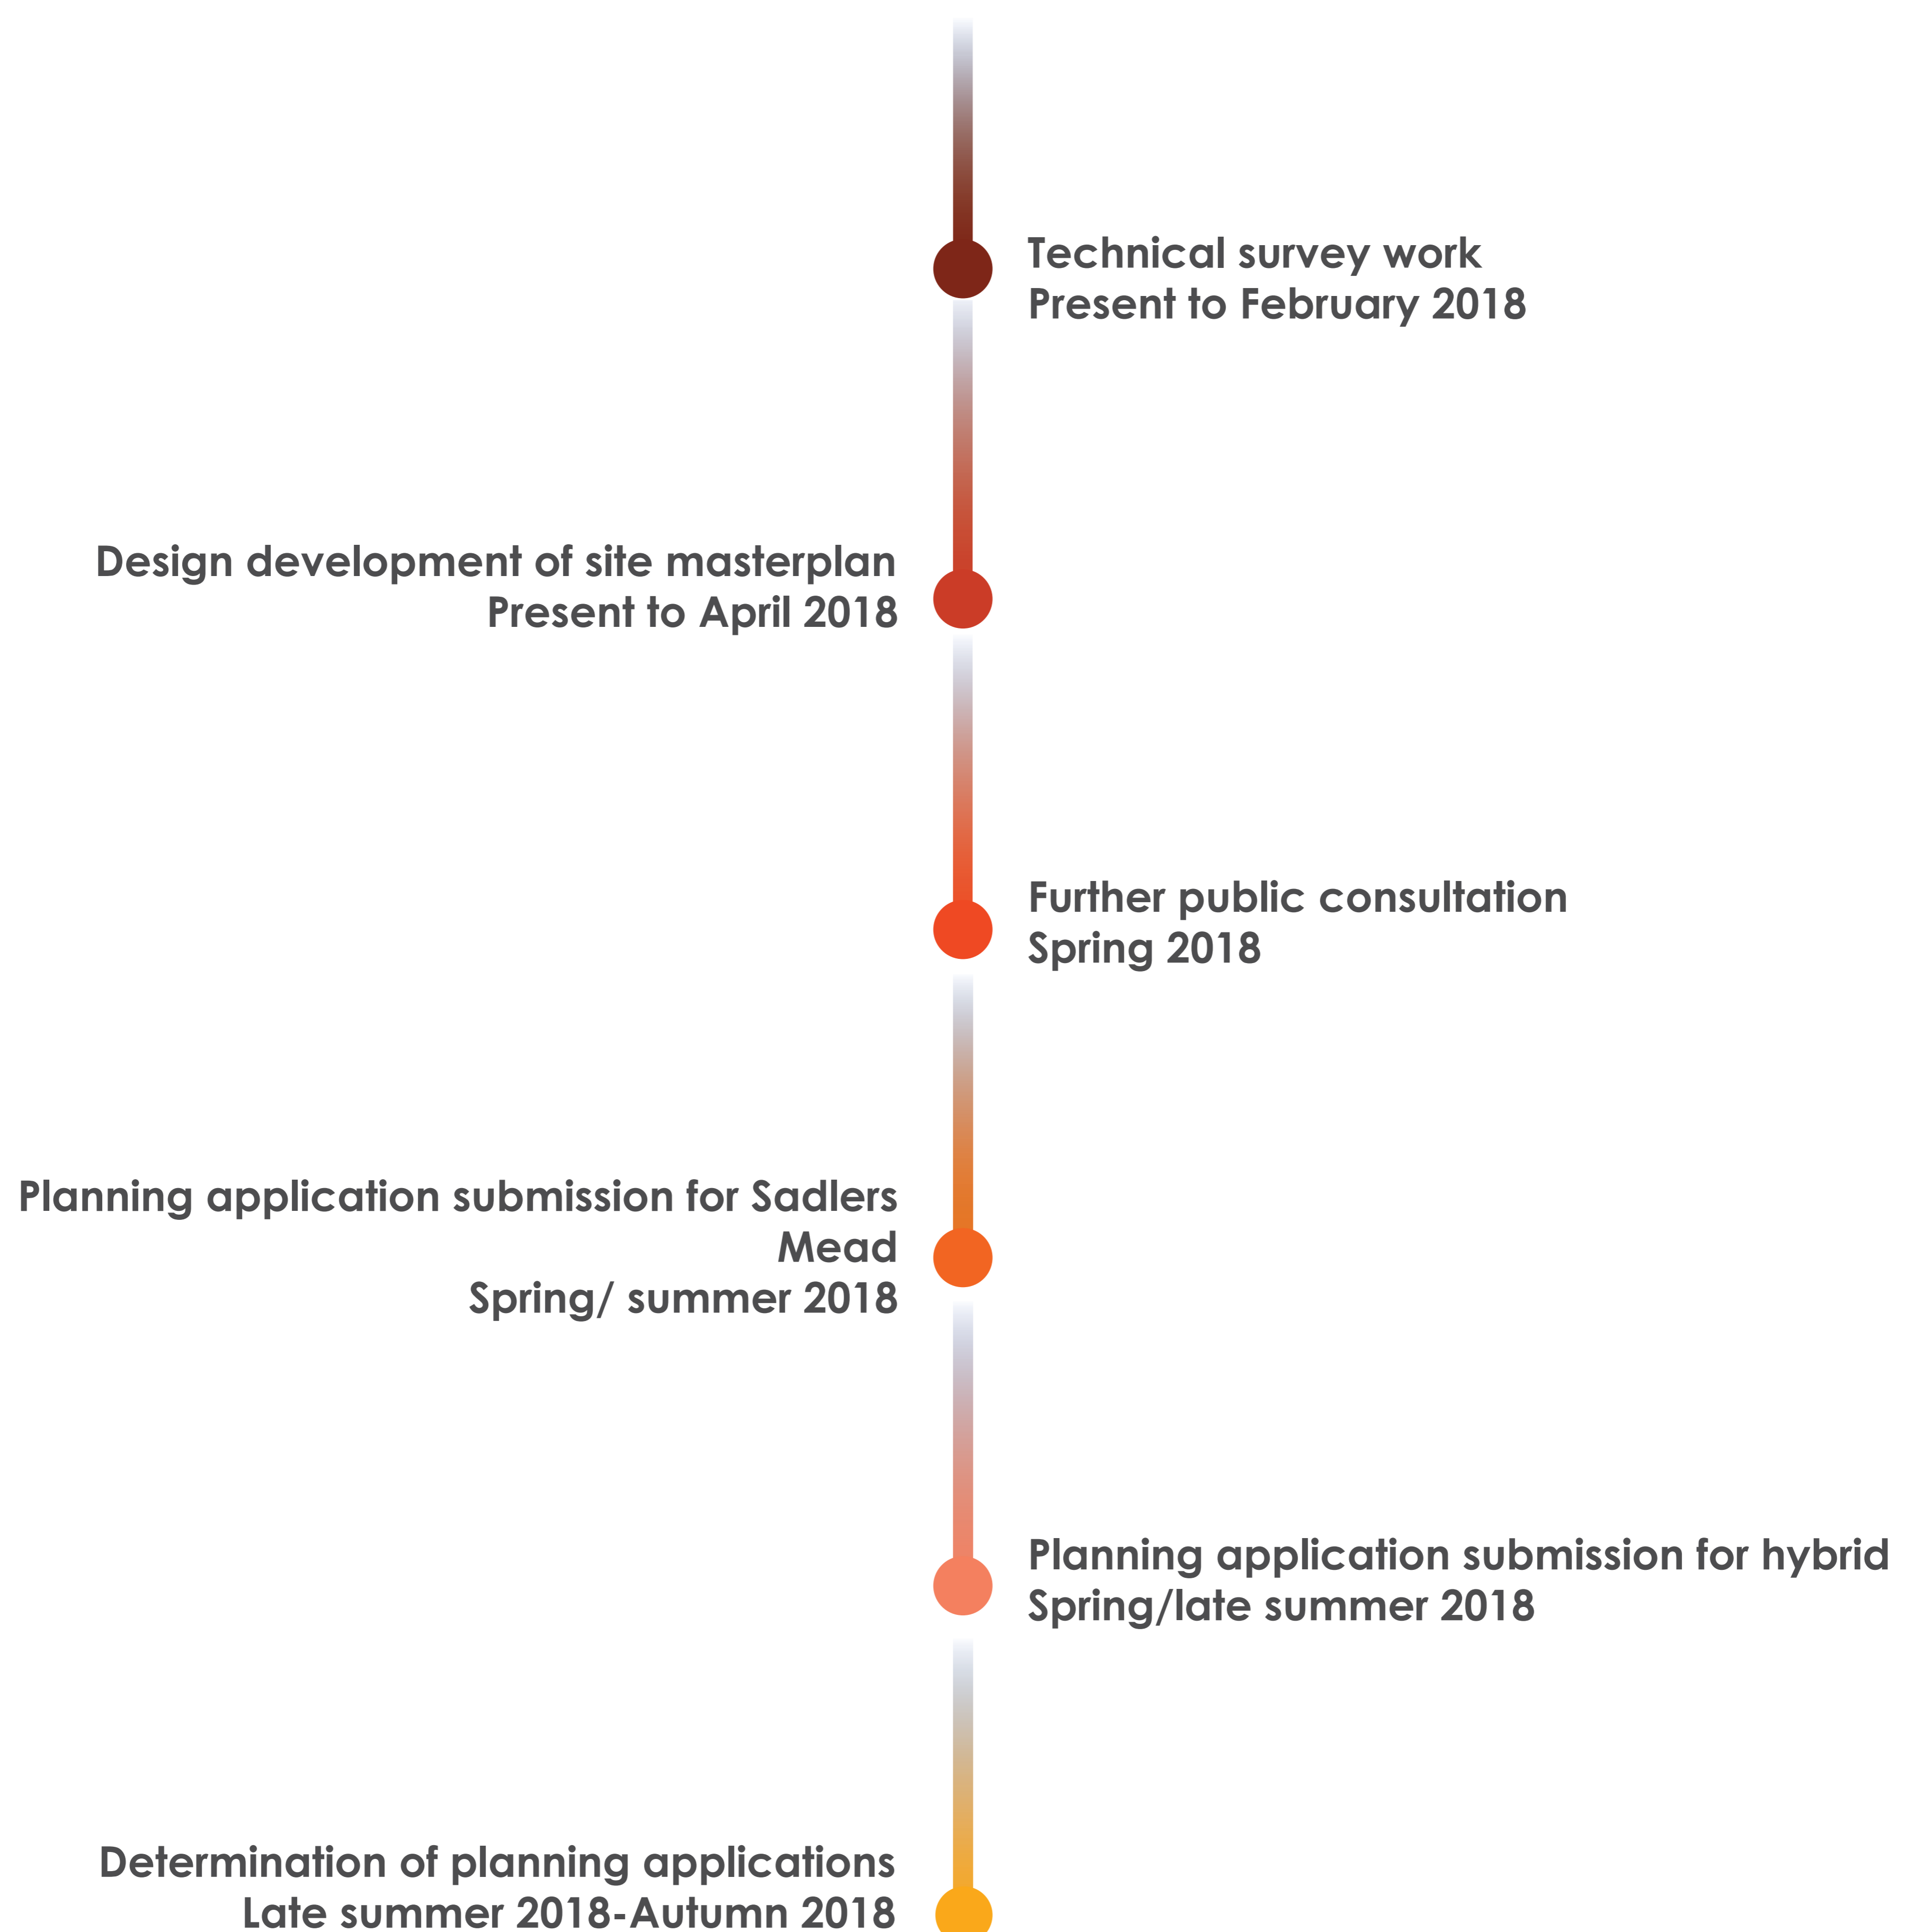 Technical survey work
Present to February 2018
Design development of site masterplan
Present to April 2018
Further public consultation
Spring 2018
Planning application submission for Sadlers
Mead
Spring/ summer 2018
Planning application submission for hybrid
Spring/late summer 2018
Determination of planning applications
Late summer 2018-Autumn 2018